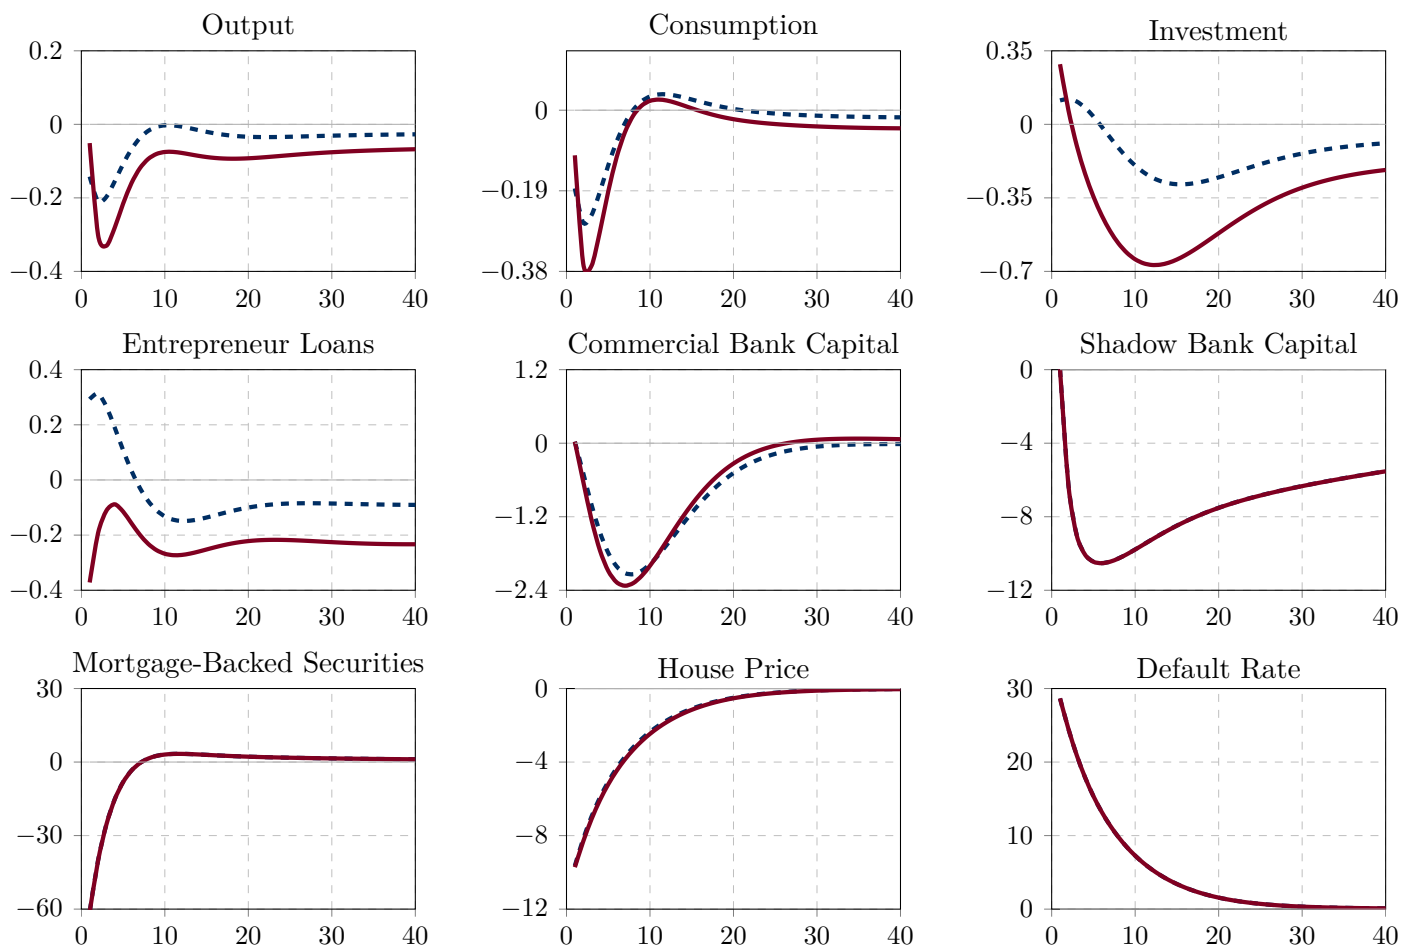 Output
0.2
0
−0.2
−0.4
0 10 20 30 40
Consumption
0
−0.19
−0.38
0 10 20 30 40
Investment
0.35
0
−0.35
−0.7
0 10 20 30 40
Entrepreneur Loans
0.4
0.2
0
−0.2
−0.4
0 10 20 30 40
Commercial Bank Capital
1.2
0
−1.2
−2.4
0 10 20 30 40
Shadow Bank Capital
0
−4
−8
−12
0 10 20 30 40
Mortgage-Backed Securities
30
0
−30
−60
0 10 20 30 40
House Price
0
−4
−8
−12
0 10 20 30 40
Default Rate
30
20
10
0
0 10 20 30 40